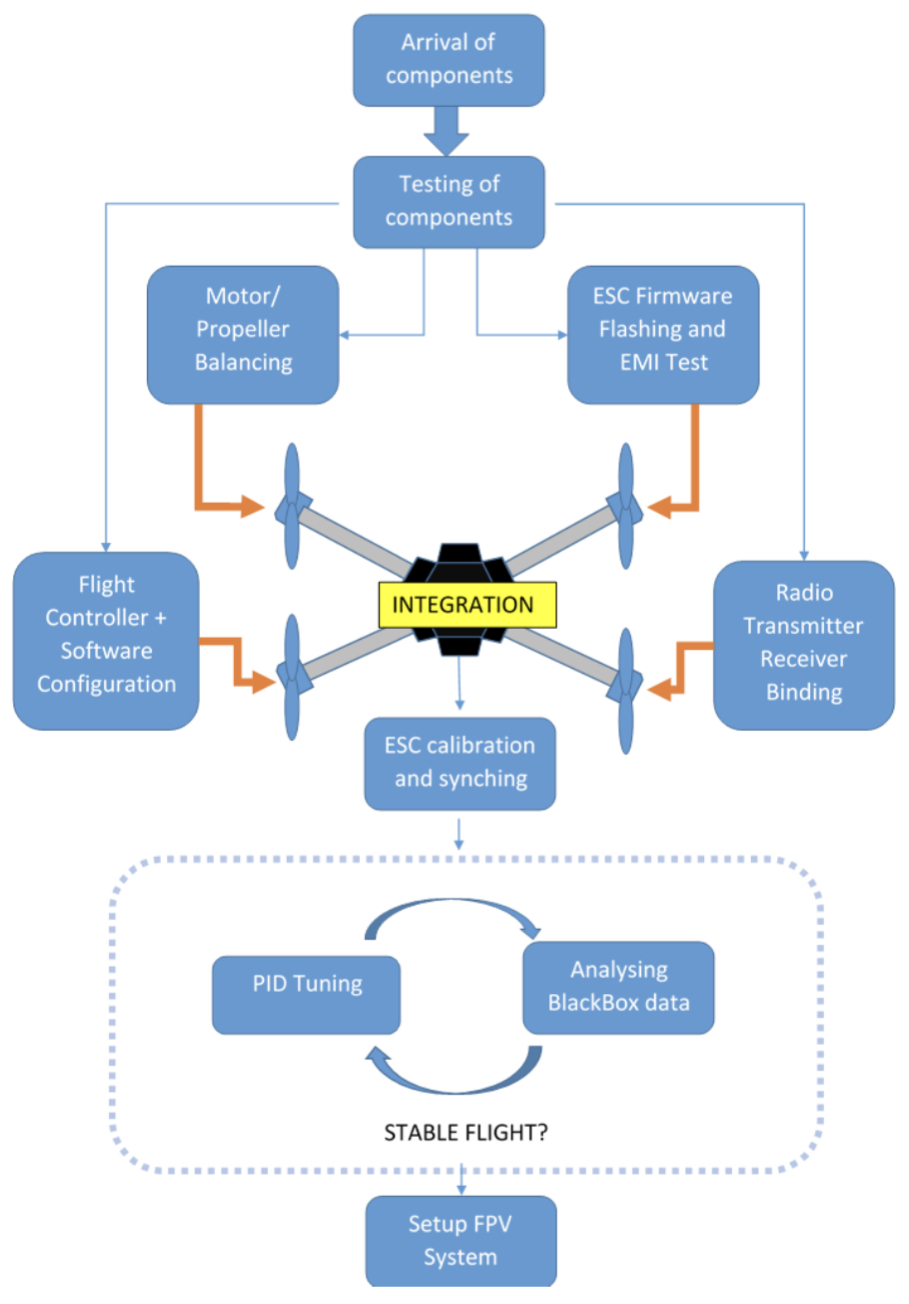 Arrival of
components
Testing of
components
Motor/
Propeller
Balancing
ESC Firmware
Flashing and
EMI Test
Flight
Controller +
Software
Configuration
INTEGRATION
Radio
Transmitter
Receiver
Binding
ESC calibration
and synching
PID Tuning
Analysing
BlackBox data
STABLE FLIGHT?
Setup FPV
System